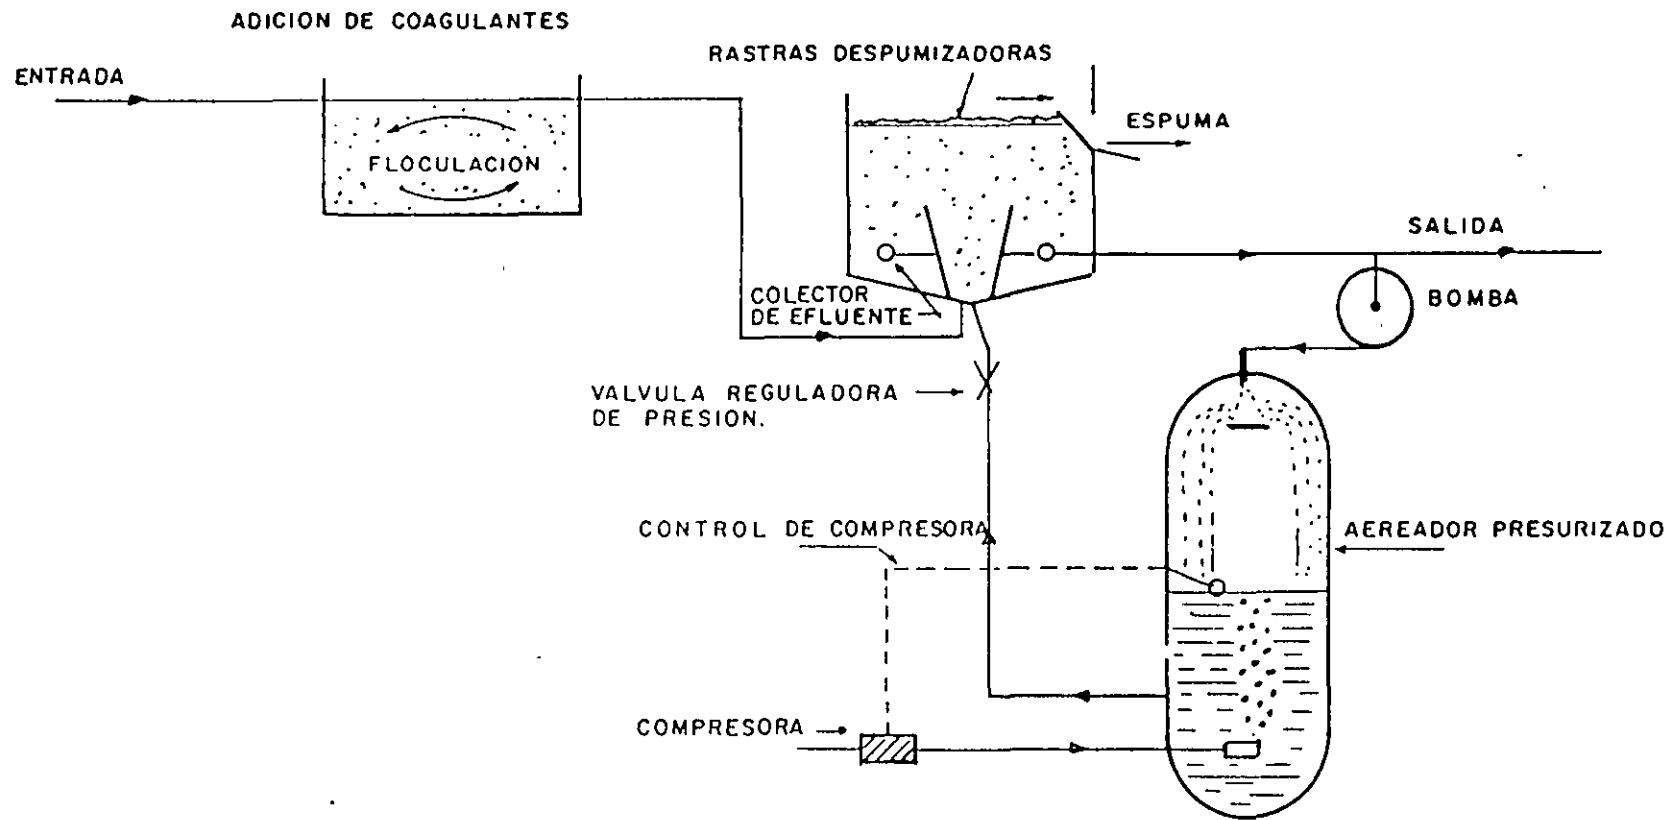 ADICION DE COAGULANTES
RASTRAS DESPUMIZADORAS
ENTRADA
ESPUMA
FLOCULACION
SALIDA
COLECTOR
DE EFLUENTE
BOMBA
VALVULA REGULADORA
DE PRESION.
CONTROL DE COMPRESORA
AEREADOR PRESURIZADO
COMPRESORA